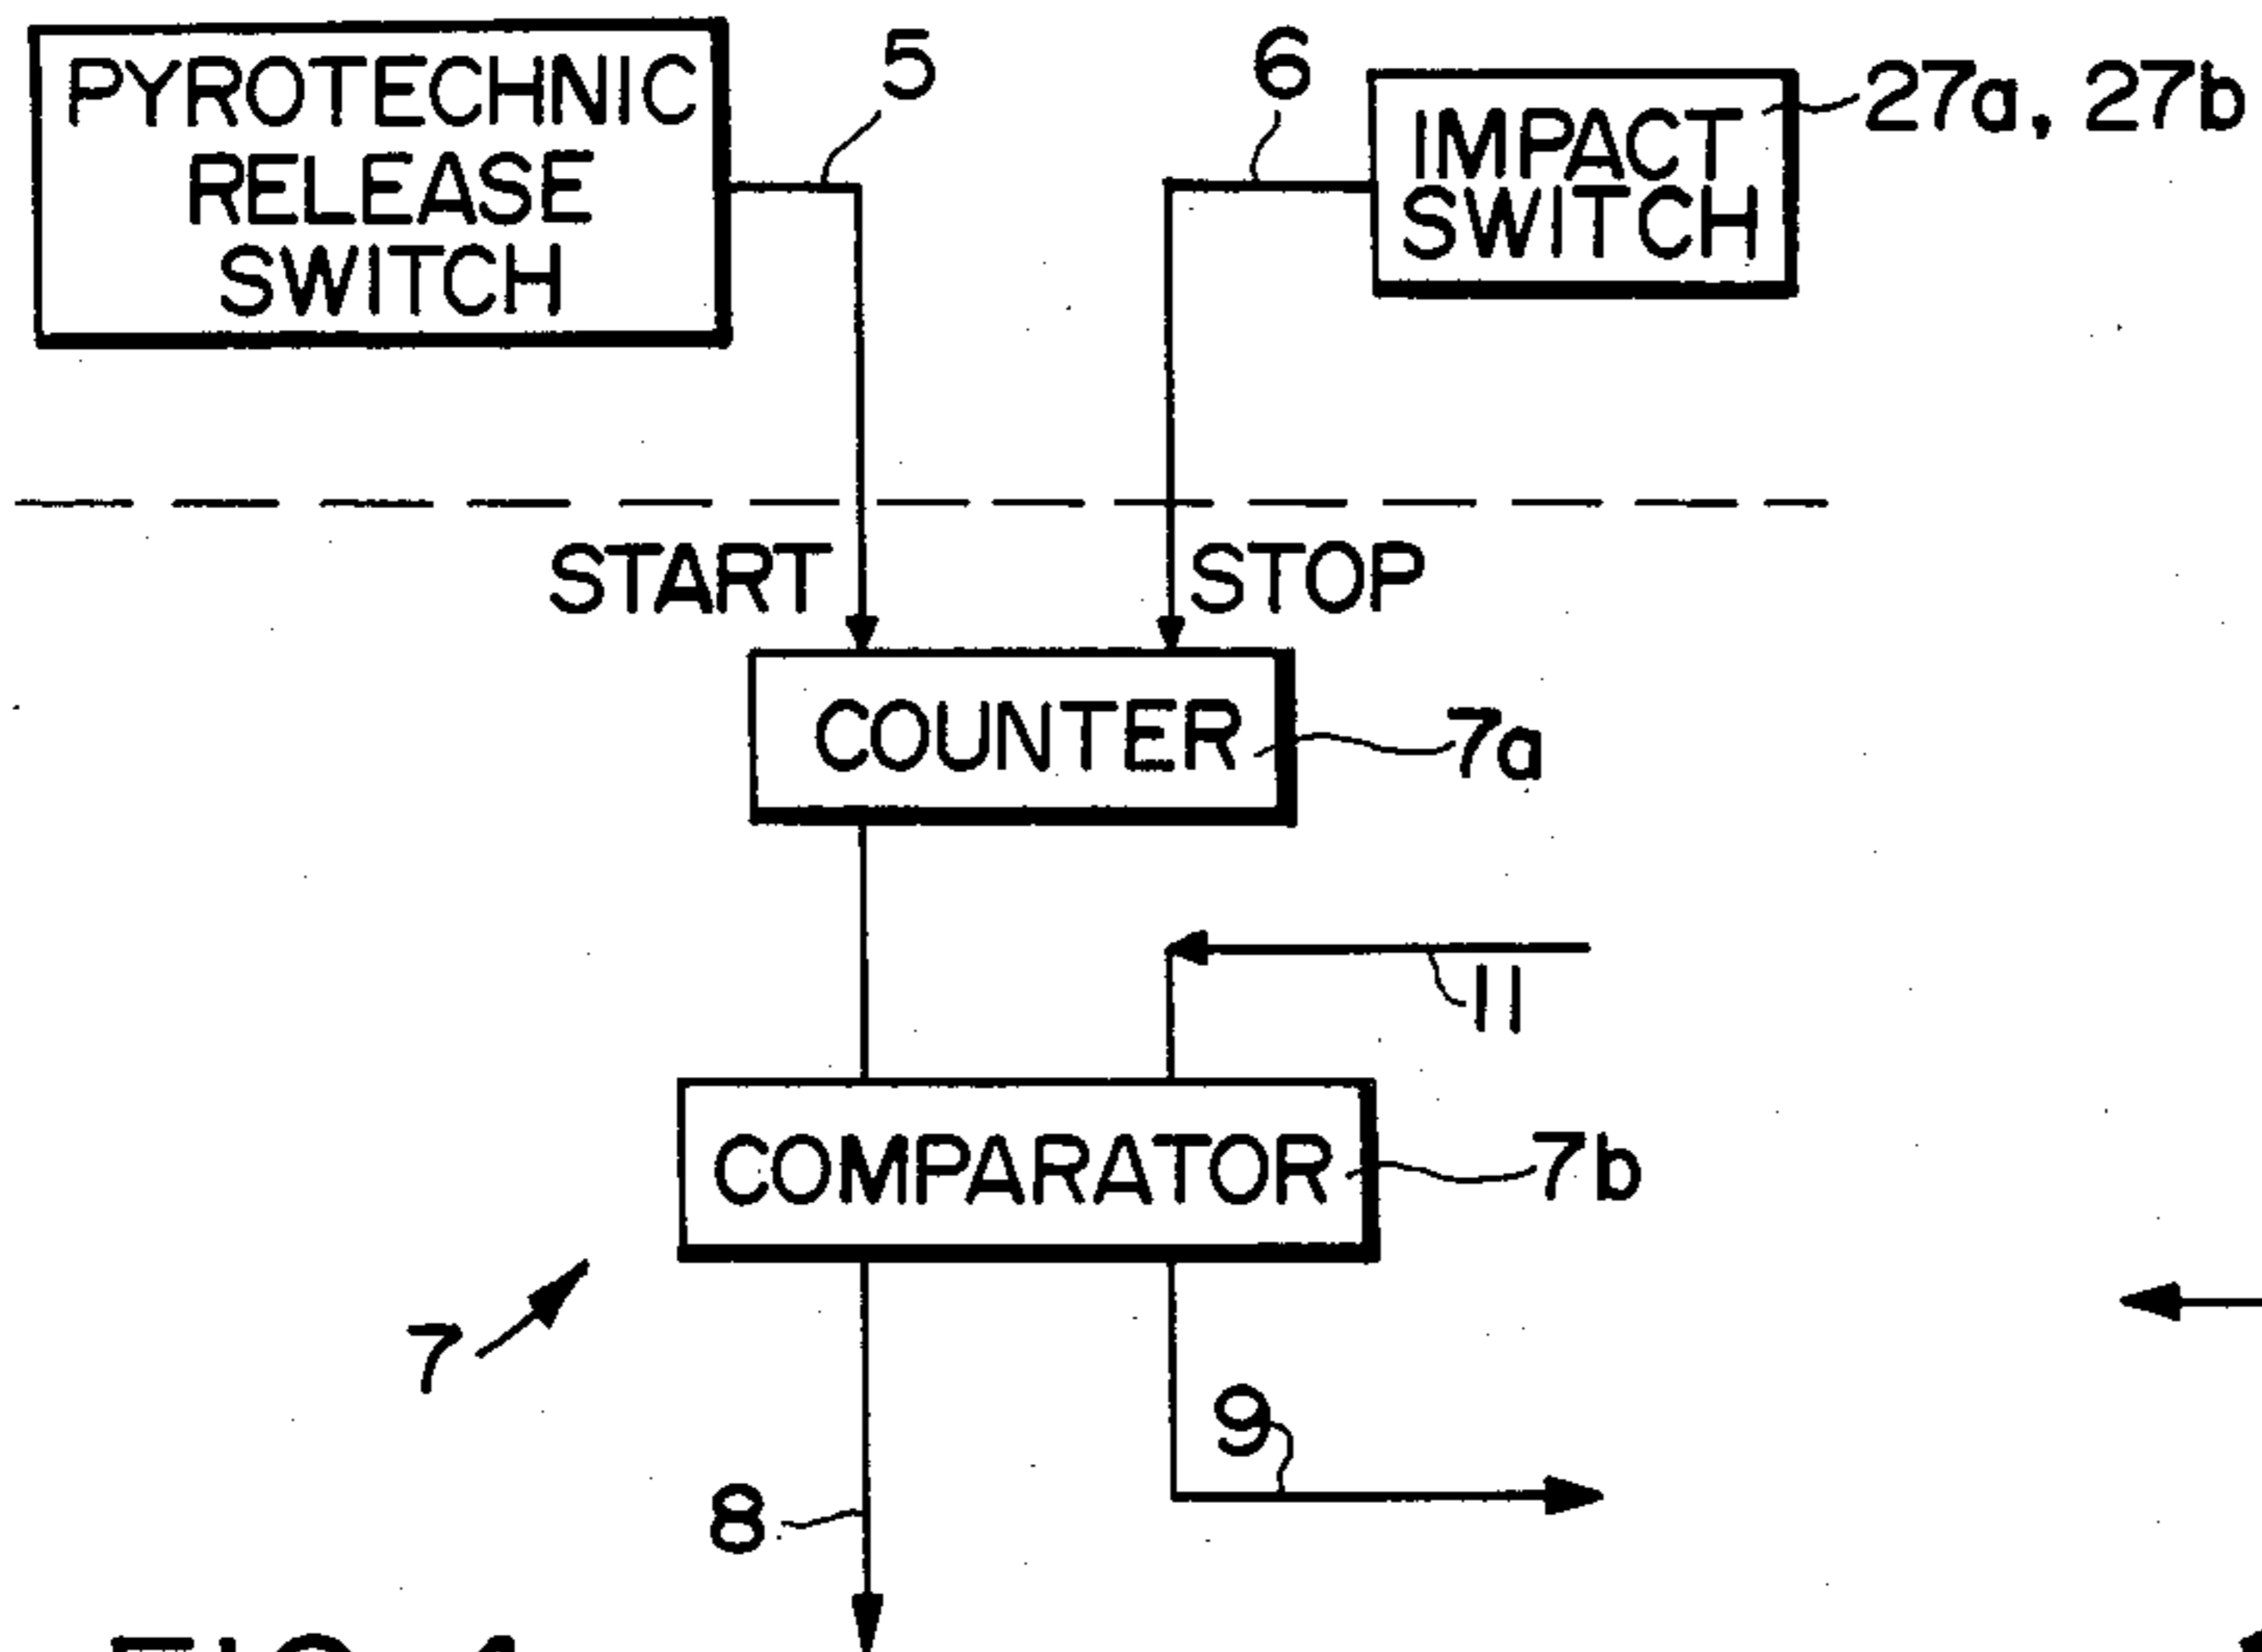 PYROTECHNIC
RELEASE
SWITCH
5
6
IMPACT
SWITCH
27a, 27b
START
STOP
COUNTER
7a
11
COMPARATOR
7b
7
9
8